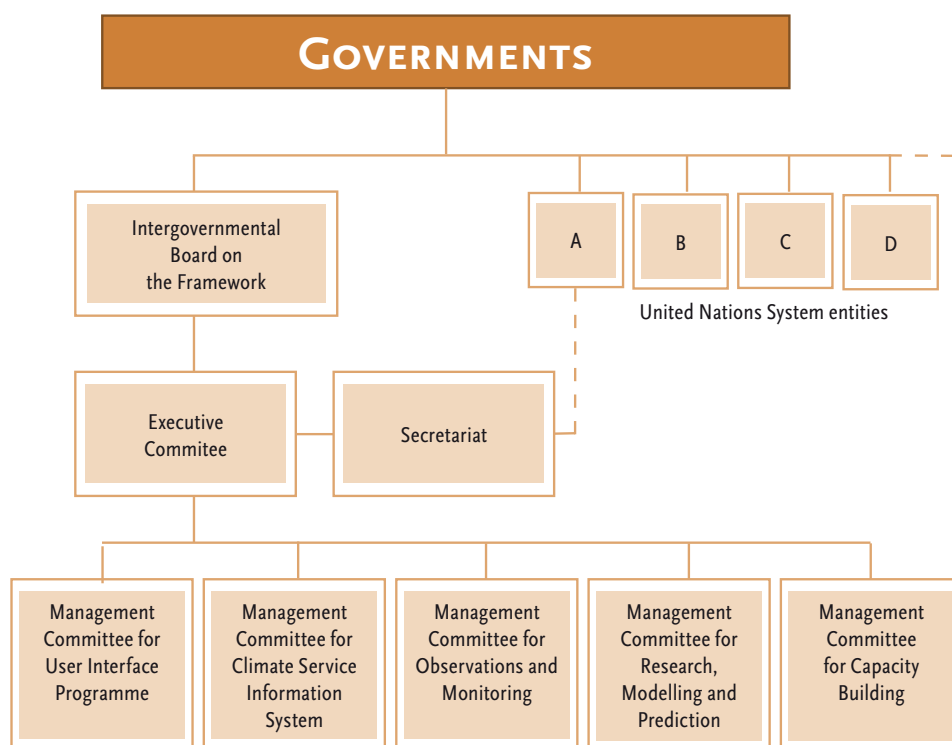 GOVERNMENTS
Intergovernmental
Board on
the Framework
A
B
C
D
United Nations System entities
Executive
Commitee
Secretariat
Management
Committee for
User Interface
Programme
Management
Committee for
Climate Service
Information
System
Management
Committee for
Observations and
Monitoring
Management
Committee for
Research,
Modelling and
Prediction
Management
Committee
for Capacity
Building